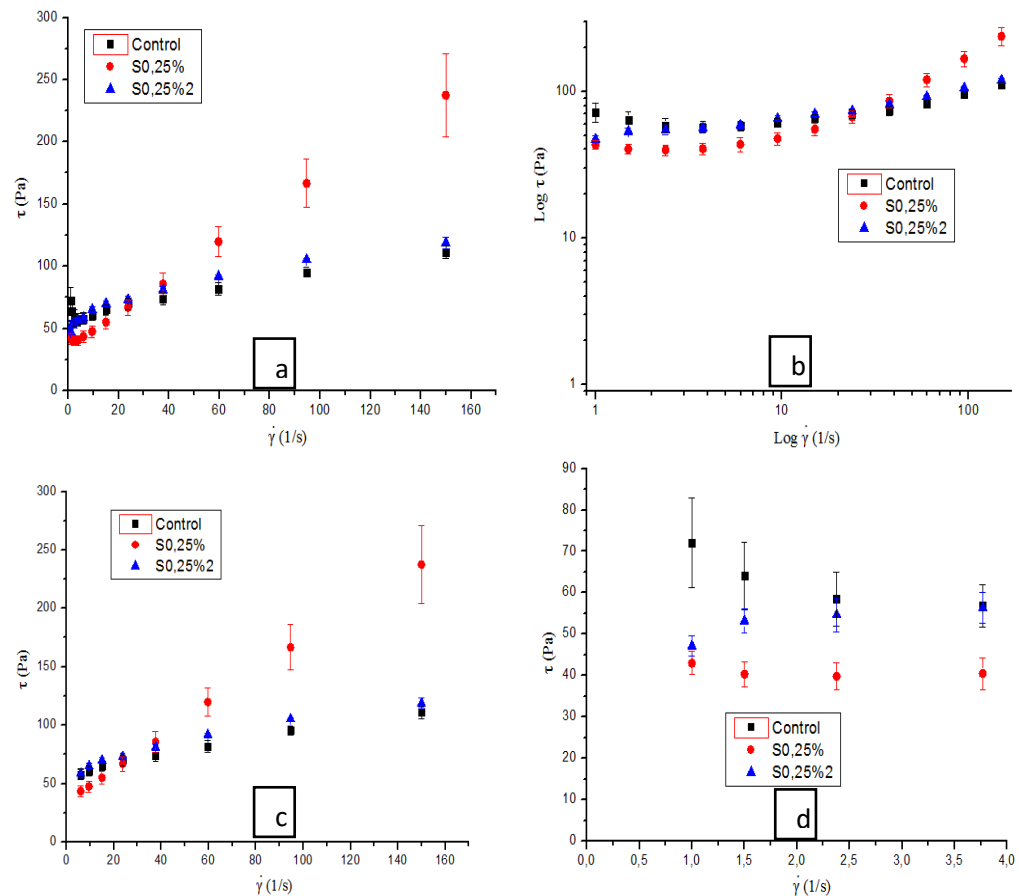 300
250
200
150
100
50
0
τ (Pa)
Control
S0,25%
S0,25%2
a
0 20 40 60 80 100 120 140 160
γ̇ (1/s)
100
10
1
Log τ (Pa)
Control
S0,25%
S0,25%2
b
1 10 100
Log γ̇ (1/s)
300
250
200
150
100
50
0
τ (Pa)
Control
S0,25%
S0,25%2
c
0 20 40 60 80 100 120 140 160
γ̇ (1/s)
90
80
70
60
50
40
30
20
10
0
τ (Pa)
Control
S0,25%
S0,25%2
d
0,0 0,5 1,0 1,5 2,0 2,5 3,0 3,5 4,0
γ̇ (1/s)